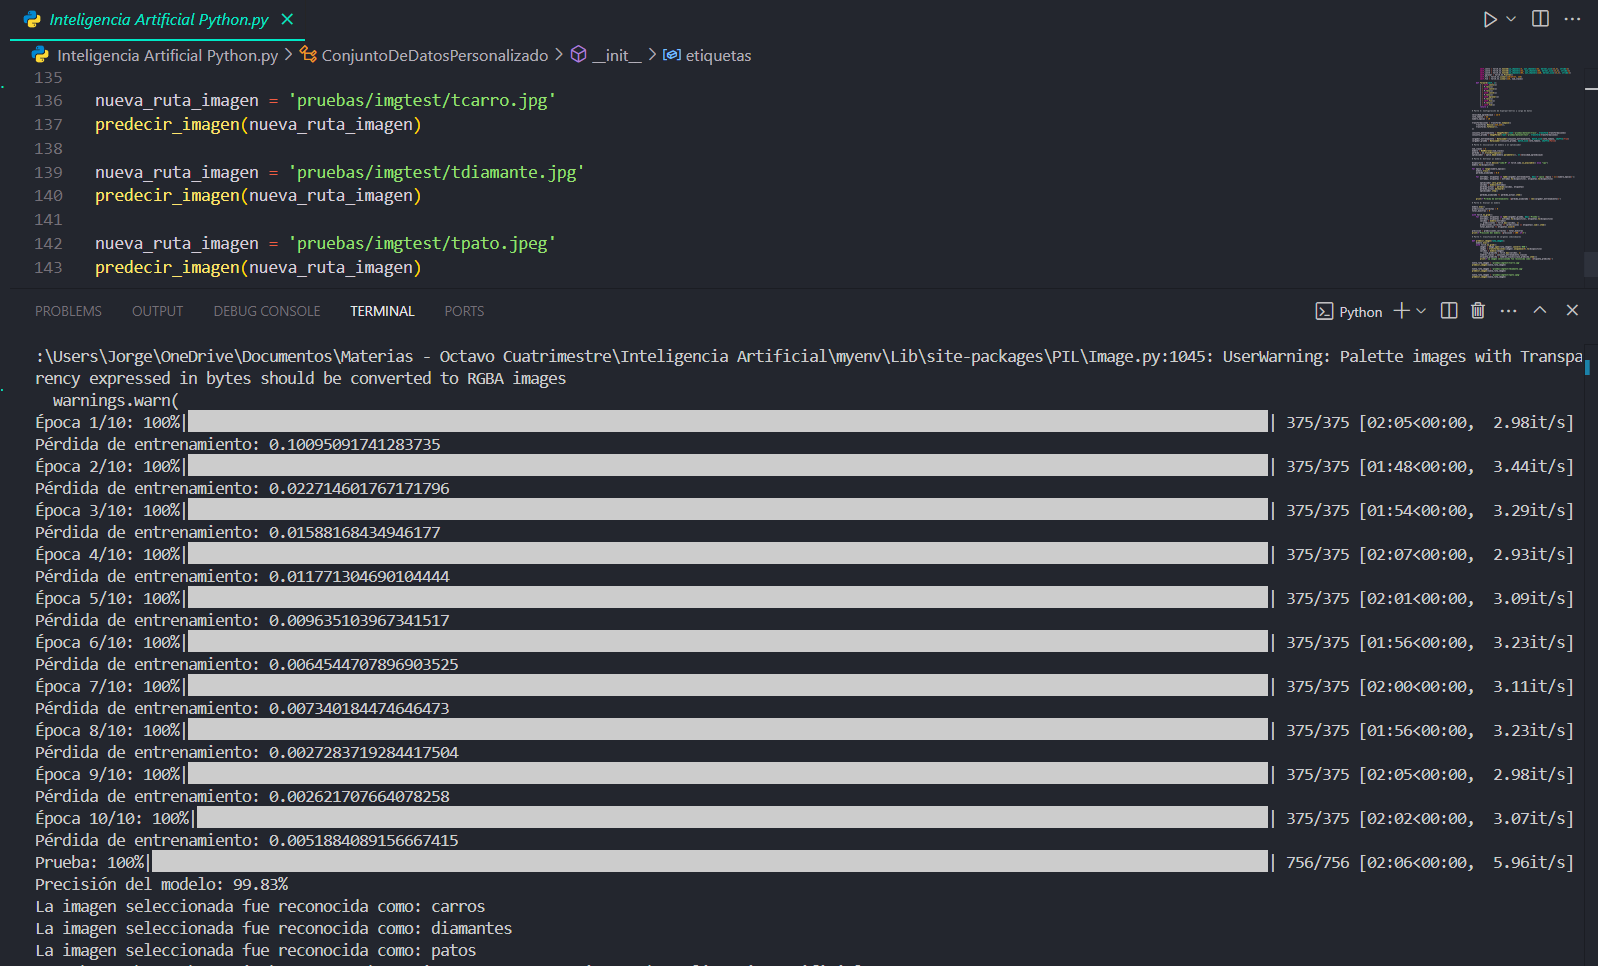 Inteligencia Artificial Python.py
Inteligencia Artificial Python.py > ConjuntoDeDatosPersonalizado > __init__ > etiquetas
135
136 nueva_ruta_imagen = 'pruebas/imgtest/tcarro.jpg'
137 predecir_imagen(nueva_ruta_imagen)
138
139 nueva_ruta_imagen = 'pruebas/imgtest/tdiamante.jpg'
140 predecir_imagen(nueva_ruta_imagen)
141
142 nueva_ruta_imagen = 'pruebas/imgtest/tpato.jpeg'
143 predecir_imagen(nueva_ruta_imagen)
PROBLEMS OUTPUT DEBUG CONSOLE TERMINAL PORTS Python
:\Users\Jorge\OneDrive\Documentos\Materias - Octavo Cuatrimestre\Inteligencia Artificial\myenv\Lib\site-packages\PIL\Image.py:1045: UserWarning: Palette images with Transpa
rency expressed in bytes should be converted to RGBA images
warnings.warn(
Época 1/10: 100%| | 375/375 [02:05<00:00, 2.98it/s]
Pérdida de entrenamiento: 0.10095091741283735
Época 2/10: 100%| | 375/375 [01:48<00:00, 3.44it/s]
Pérdida de entrenamiento: 0.022714601767171796
Época 3/10: 100%| | 375/375 [01:54<00:00, 3.29it/s]
Pérdida de entrenamiento: 0.01588168434946177
Época 4/10: 100%| | 375/375 [02:07<00:00, 2.93it/s]
Pérdida de entrenamiento: 0.011771304690104444
Época 5/10: 100%| | 375/375 [02:01<00:00, 3.09it/s]
Pérdida de entrenamiento: 0.009635103967341517
Época 6/10: 100%| | 375/375 [01:56<00:00, 3.23it/s]
Pérdida de entrenamiento: 0.0064544707896903525
Época 7/10: 100%| | 375/375 [02:00<00:00, 3.11it/s]
Pérdida de entrenamiento: 0.007340184474646473
Época 8/10: 100%| | 375/375 [01:56<00:00, 3.23it/s]
Pérdida de entrenamiento: 0.0027283719284417504
Época 9/10: 100%| | 375/375 [02:05<00:00, 2.98it/s]
Pérdida de entrenamiento: 0.002621707664078258
Época 10/10: 100%| | 375/375 [02:02<00:00, 3.07it/s]
Pérdida de entrenamiento: 0.0051884089156667415
Prueba: 100%| | 756/756 [02:06<00:00, 5.96it/s]
Precisión del modelo: 99.83%
La imagen seleccionada fue reconocida como: carros
La imagen seleccionada fue reconocida como: diamantes
La imagen seleccionada fue reconocida como: patos